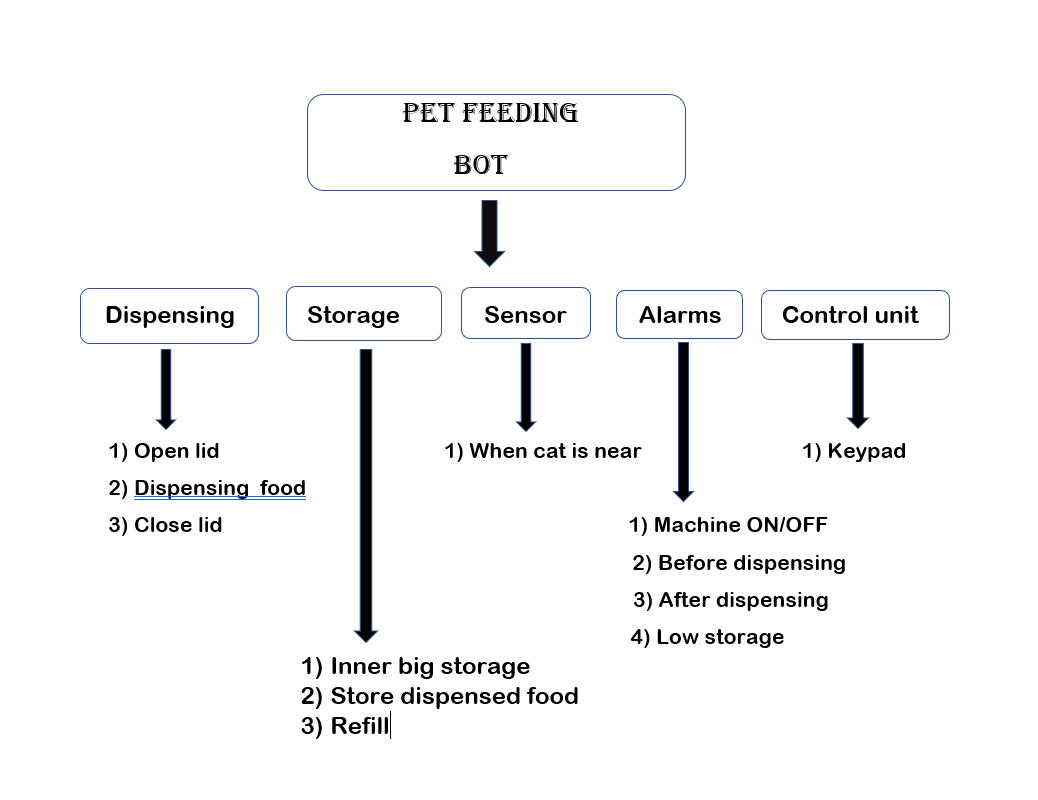 PET FEEDING
BOT
Dispensing
Storage
Sensor
Alarms
Control unit
1) Open lid
2) Dispensing  food
3) Close lid
1) When cat is near
1) Keypad
1) Machine ON/OFF
2) Before dispensing
3) After dispensing
4) Low storage
1) Inner big storage
2) Store dispensed food
3) Refill